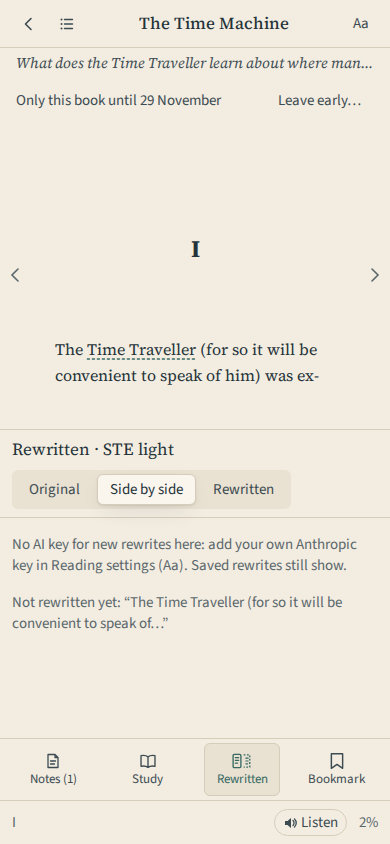 The Time Machine
Aa
What does the Time Traveller learn about where man...
Only this book until 29 November
Leave early...
I
The Time Traveller (for so it will be
convenient to speak of him) was ex-
Rewritten · STE light
Original
Side by side
Rewritten
No AI key for new rewrites here: add your own Anthropic
key in Reading settings (Aa). Saved rewrites still show.
Not rewritten yet: “The Time Traveller (for so it will be
convenient to speak of…”
Notes (1)
Study
Rewritten
Bookmark
I
Listen
2%